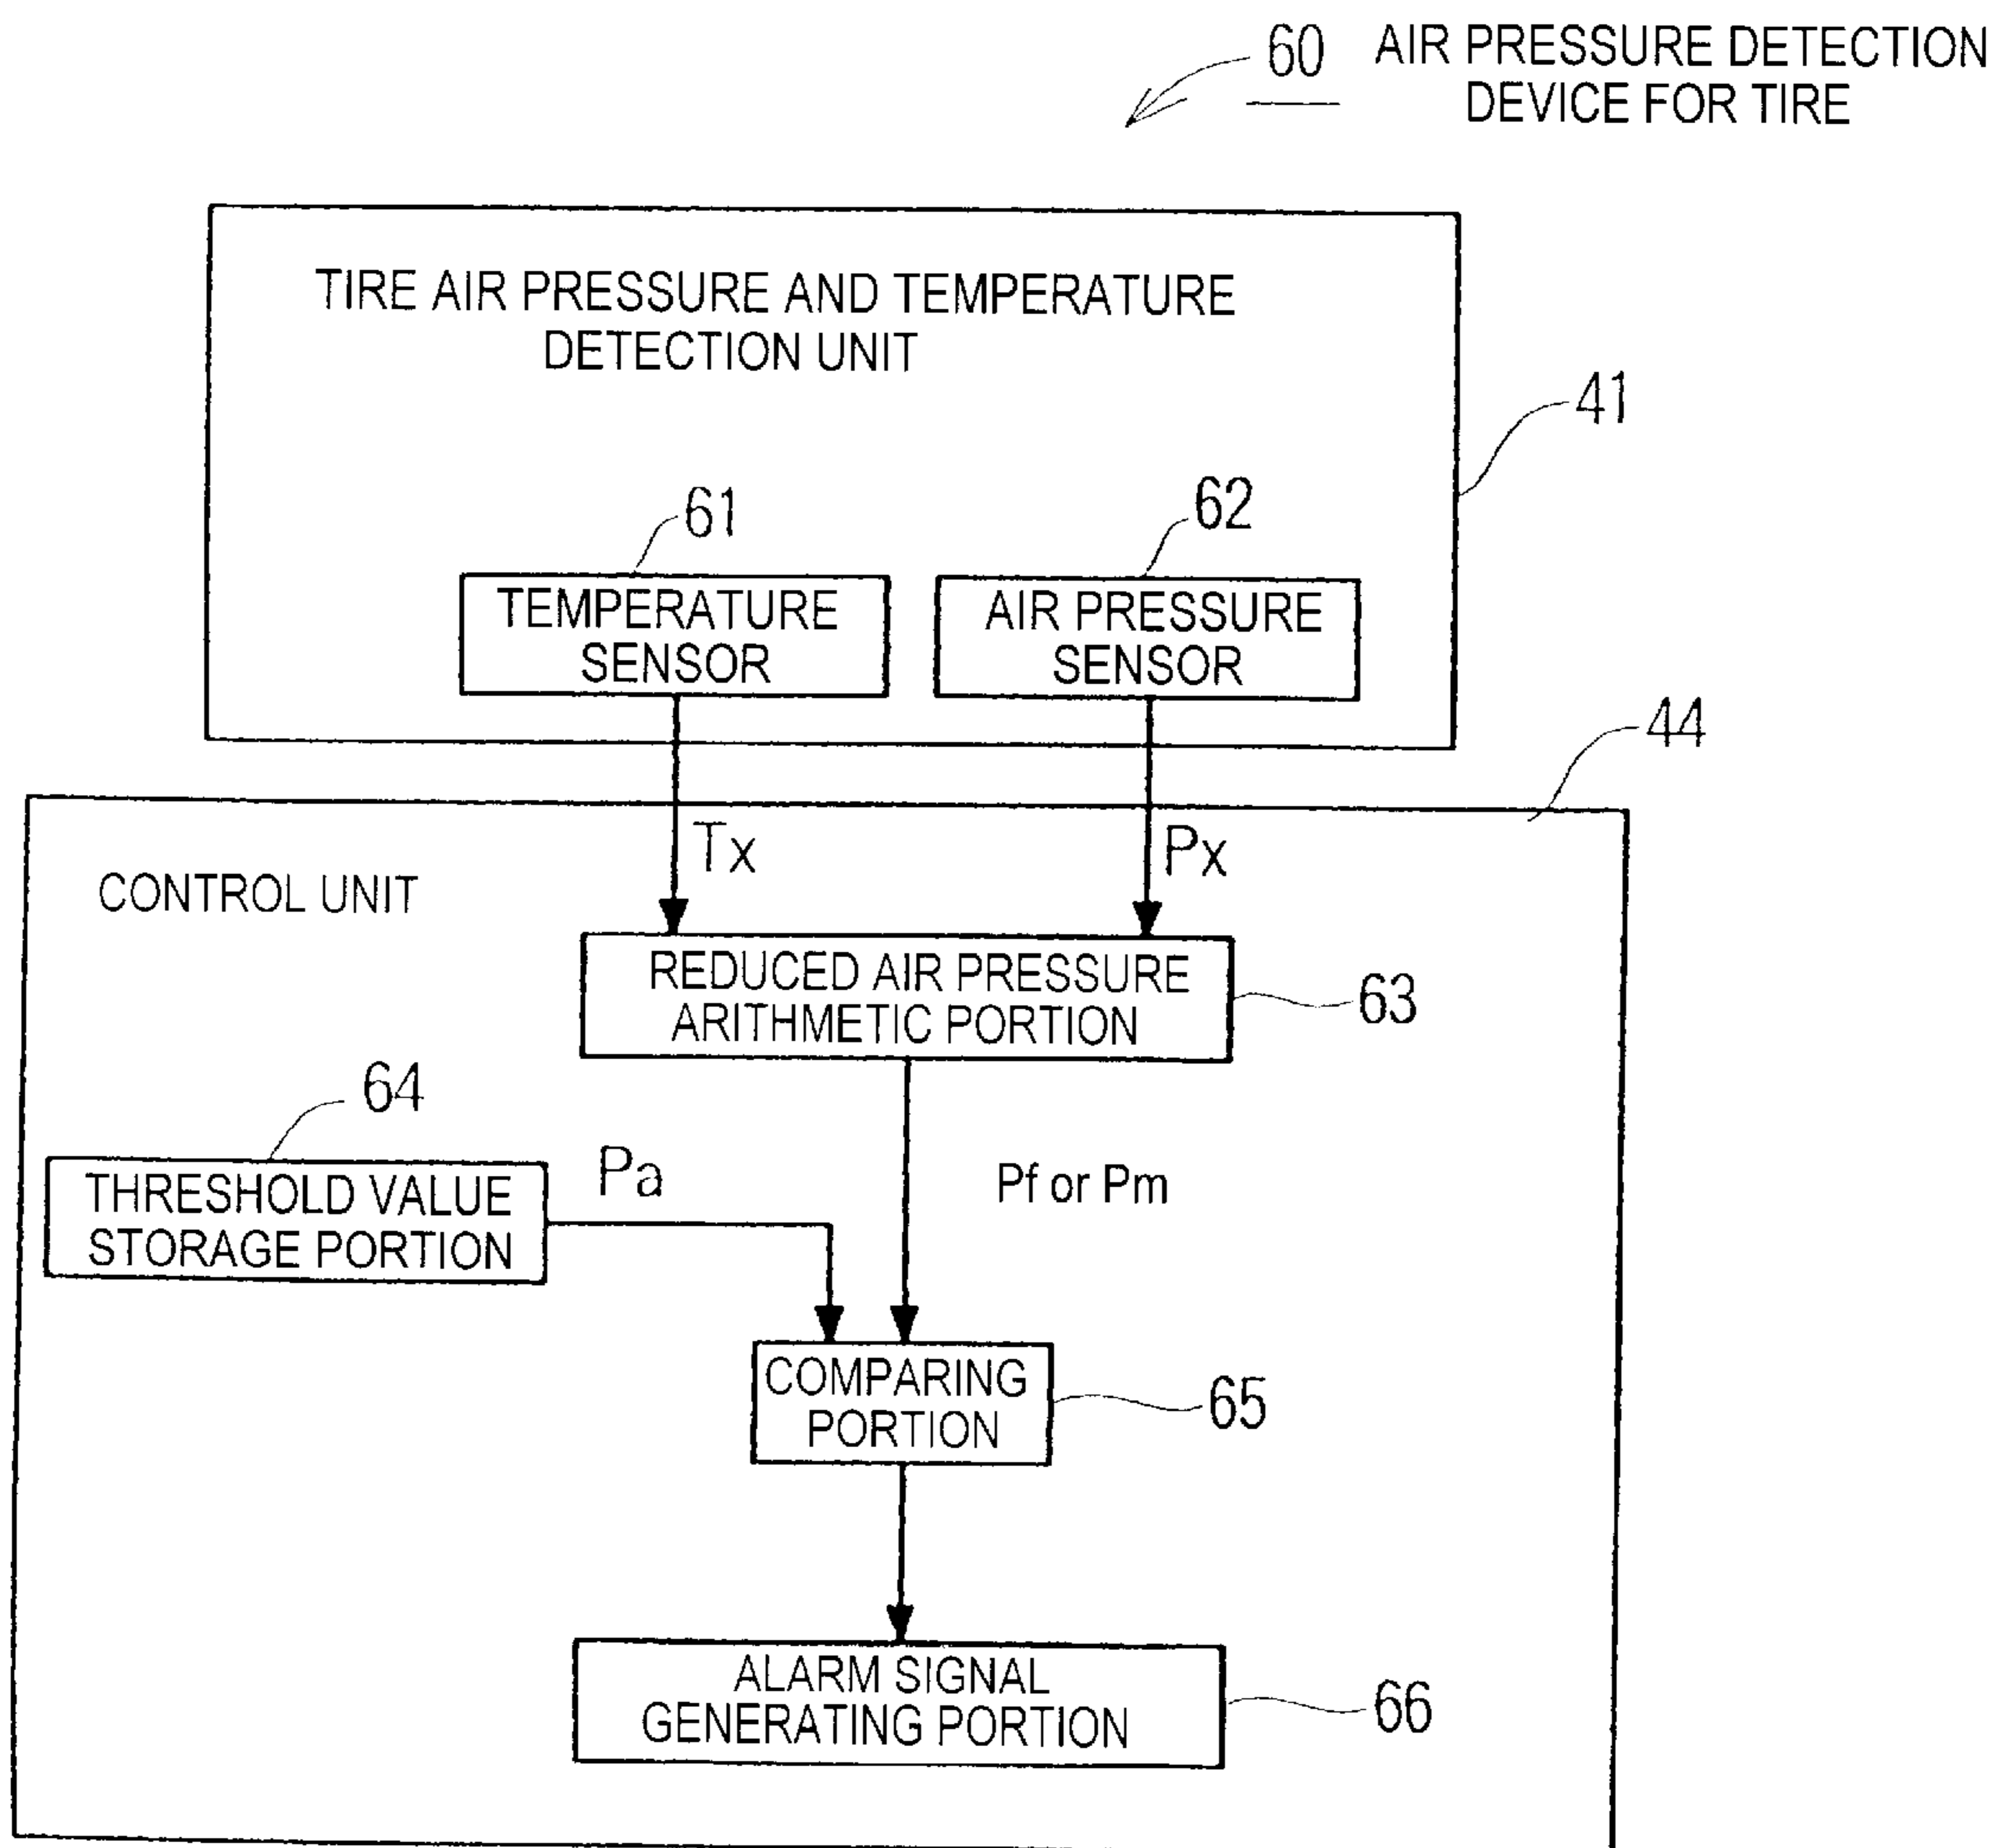 60 AIR PRESSURE DETECTION
DEVICE FOR TIRE
TIRE AIR PRESSURE AND TEMPERATURE
DETECTION UNIT
41
61
62
TEMPERATURE
SENSOR
AIR PRESSURE
SENSOR
44
Tx
Px
CONTROL UNIT
REDUCED AIR PRESSURE
ARITHMETIC PORTION
63
64
Pa
Pf or Pm
THRESHOLD VALUE
STORAGE PORTION
COMPARING
PORTION
65
ALARM SIGNAL
GENERATING PORTION
66